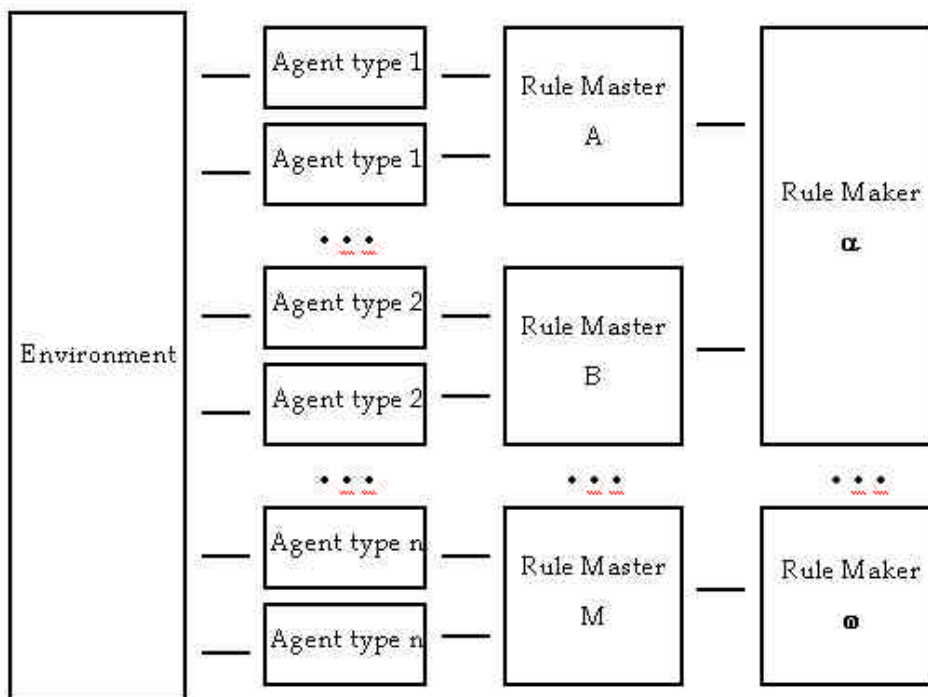 Environment
Agent type 1
Agent type 1
• • •
Agent type 2
Agent type 2
• • •
Agent type n
Agent type n
Rule Master
A
Rule Master
B
• • •
Rule Master
M
Rule Maker
α
• • •
Rule Maker
ω